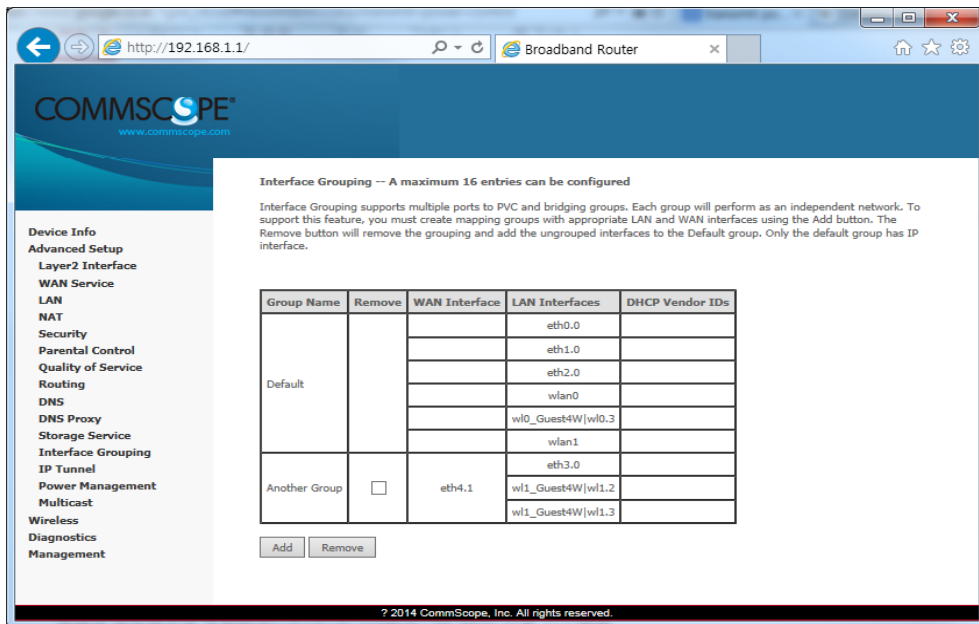 http://192.168.1.1/
Broadband Router
COMMSCOPE®
www.commscope.com
Device Info
Advanced Setup
Layer2 Interface
WAN Service
LAN
NAT
Security
Parental Control
Quality of Service
Routing
DNS
DNS Proxy
Storage Service
Interface Grouping
IP Tunnel
Power Management
Multicast
Wireless
Diagnostics
Management
Interface Grouping -- A maximum 16 entries can be configured
Interface Grouping supports multiple ports to PVC and bridging groups. Each group will perform as an independent network. To
support this feature, you must create mapping groups with appropriate LAN and WAN interfaces using the Add button. The
Remove button will remove the grouping and add the ungrouped interfaces to the Default group. Only the default group has IP
interface.
Group Name Remove WAN Interface LAN Interfaces DHCP Vendor IDs
Default eth0.0
eth1.0
eth2.0
wlan0
wl0_Guest4W|wl0.3
wlan1
Another Group eth4.1 eth3.0
wl1_Guest4W|wl1.2
wl1_Guest4W|wl1.3
Add Remove
? 2014 CommScope, Inc. All rights reserved.